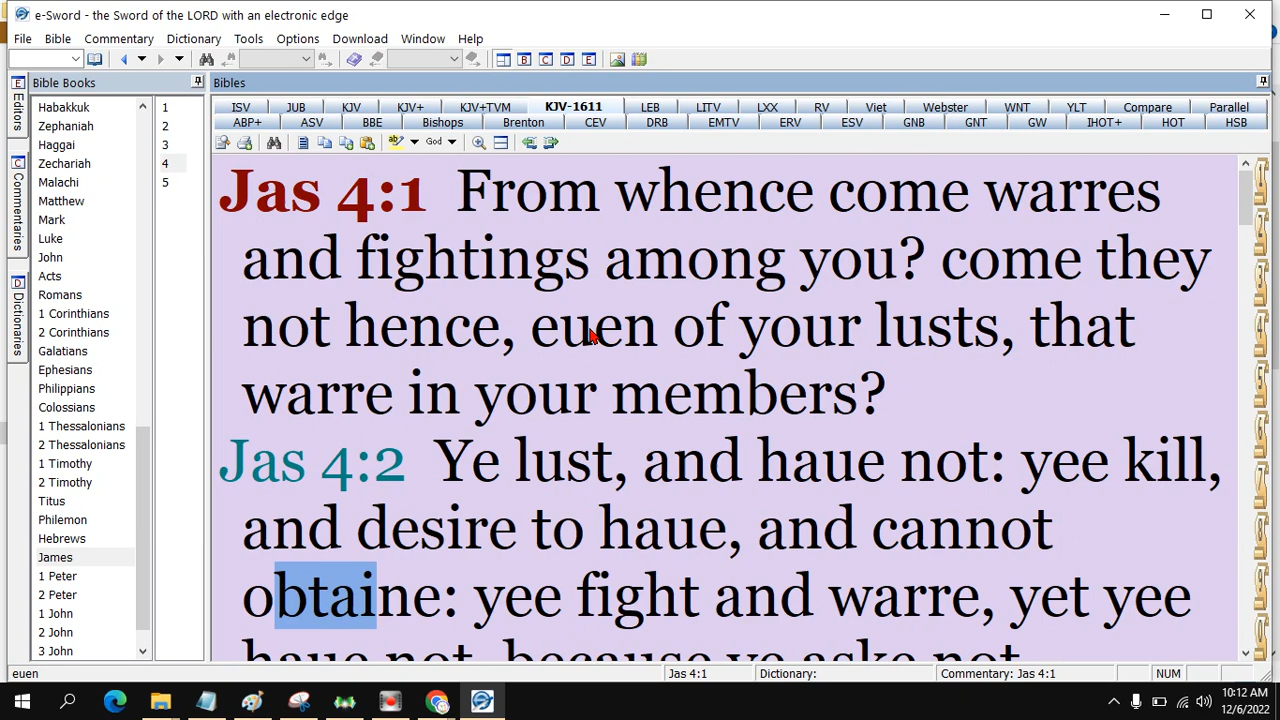 e-Sword - the Sword of the LORD with an electronic edge
File Bible Commentary Dictionary Tools Options Download Window Help
B C D E
Bible Books
Bibles
E Editors
C Commentaries
D Dictionaries
Habakkuk
Zephaniah
Haggai
Zechariah
Malachi
Matthew
Mark
Luke
John
Acts
Romans
1 Corinthians
2 Corinthians
Galatians
Ephesians
Philippians
Colossians
1 Thessalonians
2 Thessalonians
1 Timothy
2 Timothy
Titus
Philemon
Hebrews
James
1 Peter
2 Peter
1 John
2 John
3 John
1
2
3
4
5
ISV JUB KJV KJV+ KJV+TVM KJV-1611 LEB LITV LXX RV Viet Webster WNT YLT Compare Parallel
ABP+ ASV BBE Bishops Brenton CEV DRB EMTV ERV ESV GNB GNT GW IHOT+ HOT HSB
ab God
Jas 4:1 From whence come warres
and fightings among you? come they
not hence, euen of your lusts, that
warre in your members?
Jas 4:2 Ye lust, and haue not: yee kill,
and desire to haue, and cannot
obtaine: yee fight and warre, yet yee
haue not, because ye aske not.
euen
Jas 4:1
Dictionary:
Commentary: Jas 4:1
NUM
10:12 AM
12/6/2022